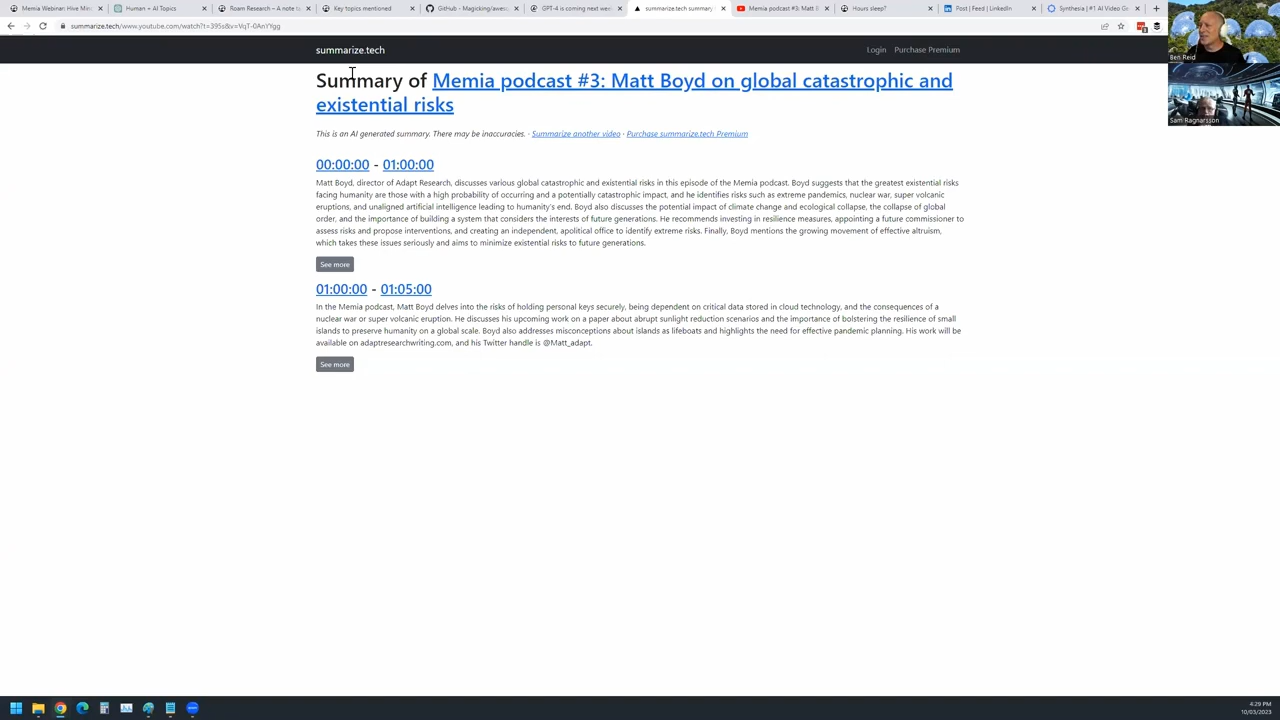 Memia Webinar: Hive Mind
Human + AI Topics
Roam Research – A note to
Key topics mentioned
GitHub - Magicking/awes
GPT-4 is coming next week
summarize.tech summary
Memia podcast #3: Matt B
Hours sleep?
Post | Feed | LinkedIn
Synthesia | #1 AI Video Ge
summarize.tech/www.youtube.com/watch?t=395s&v=VqT-0AnYYgg
summarize.tech
Login
Purchase Premium
Summary of Memia podcast #3: Matt Boyd on global catastrophic and
existential risks
This is an AI generated summary. There may be inaccuracies. · Summarize another video · Purchase summarize.tech Premium
00:00:00 - 01:00:00
Matt Boyd, director of Adapt Research, discusses various global catastrophic and existential risks in this episode of the Memia podcast. Boyd suggests that the greatest existential risks
facing humanity are those with a high probability of occurring and a potentially catastrophic impact, and he identifies risks such as extreme pandemics, nuclear war, super volcanic
eruptions, and unaligned artificial intelligence leading to humanity's end. Boyd also discusses the potential impact of climate change and ecological collapse, the collapse of global
order, and the importance of building a system that considers the interests of future generations. He recommends investing in resilience measures, appointing a future commissioner to
assess risks and propose interventions, and creating an independent, apolitical office to identify extreme risks. Finally, Boyd mentions the growing movement of effective altruism,
which takes these issues seriously and aims to minimize existential risks to future generations.
See more
01:00:00 - 01:05:00
In the Memia podcast, Matt Boyd delves into the risks of holding personal keys securely, being dependent on critical data stored in cloud technology, and the consequences of a
nuclear war or super volcanic eruption. He discusses his upcoming work on a paper about abrupt sunlight reduction scenarios and the importance of bolstering the resilience of small
islands to preserve humanity on a global scale. Boyd also addresses misconceptions about islands as lifeboats and highlights the need for effective pandemic planning. His work will be
available on adaptresearchwriting.com, and his Twitter handle is @Matt_adapt.
See more
Ben Reid
Sam Ragnarsson
4:29 PM
10/03/2023